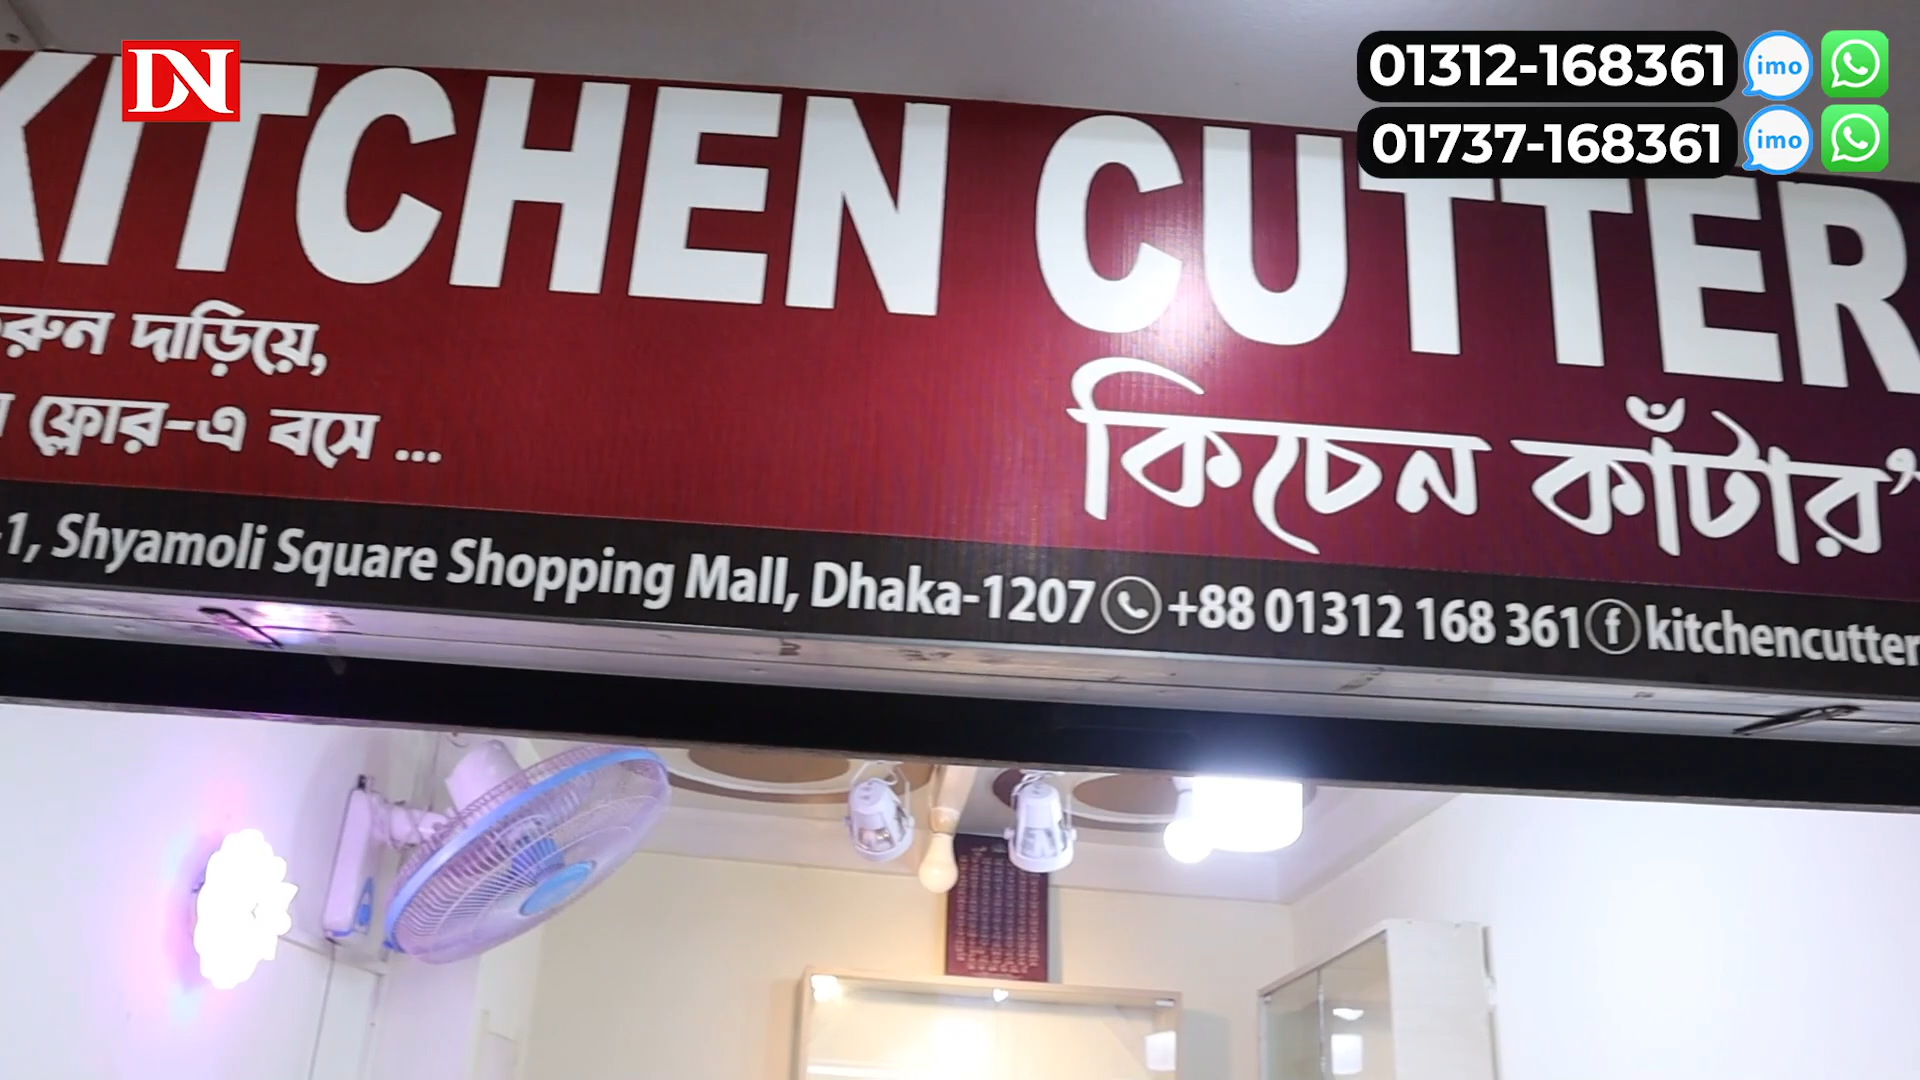 DN
01312-168361 imo
01737-168361 imo
KITCHEN CUTTER
দাড়িয়ে,
ফ্লোর-এ বসে ...
কিচেন কাঁটার
-1, Shyamoli Square Shopping Mall, Dhaka-1207 +88 01312 168 361 kitchencutter